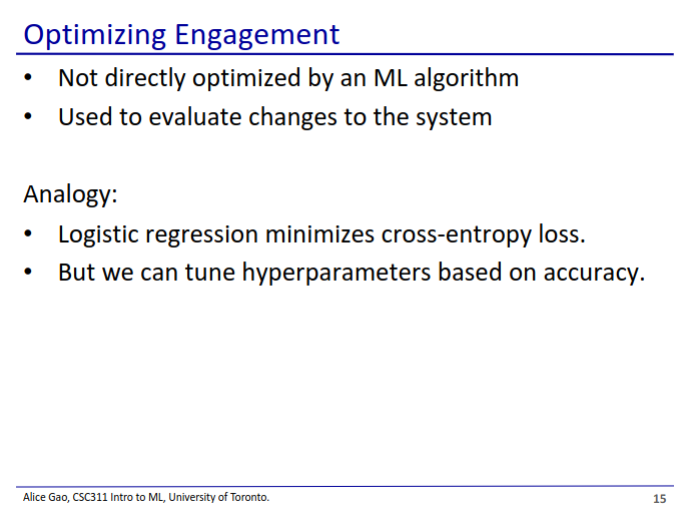 Optimizing Engagement
• Not directly optimized by an ML algorithm
• Used to evaluate changes to the system
Analogy:
• Logistic regression minimizes cross-entropy loss.
• But we can tune hyperparameters based on accuracy.
Alice Gao, CSC311 Intro to ML, University of Toronto.
15